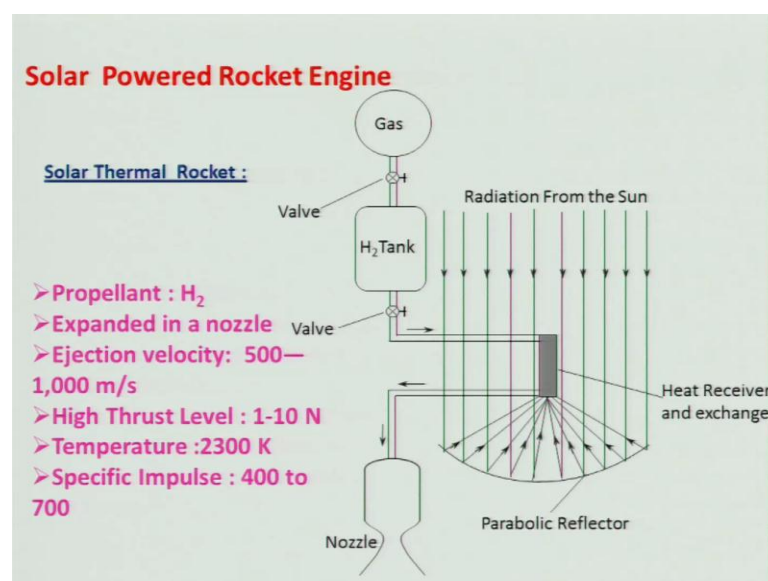 Solar Powered Rocket Engine
Gas
Solar Thermal Rocket :
Valve
Radiation From the Sun
H₂Tank
➢Propellant : H₂
➢Expanded in a nozzle
Valve
➢Ejection velocity: 500—
1,000 m/s
➢High Thrust Level : 1-10 N
➢Temperature :2300 K
➢Specific Impulse : 400 to
700
Heat Receiver
and exchange
Parabolic Reflector
Nozzle